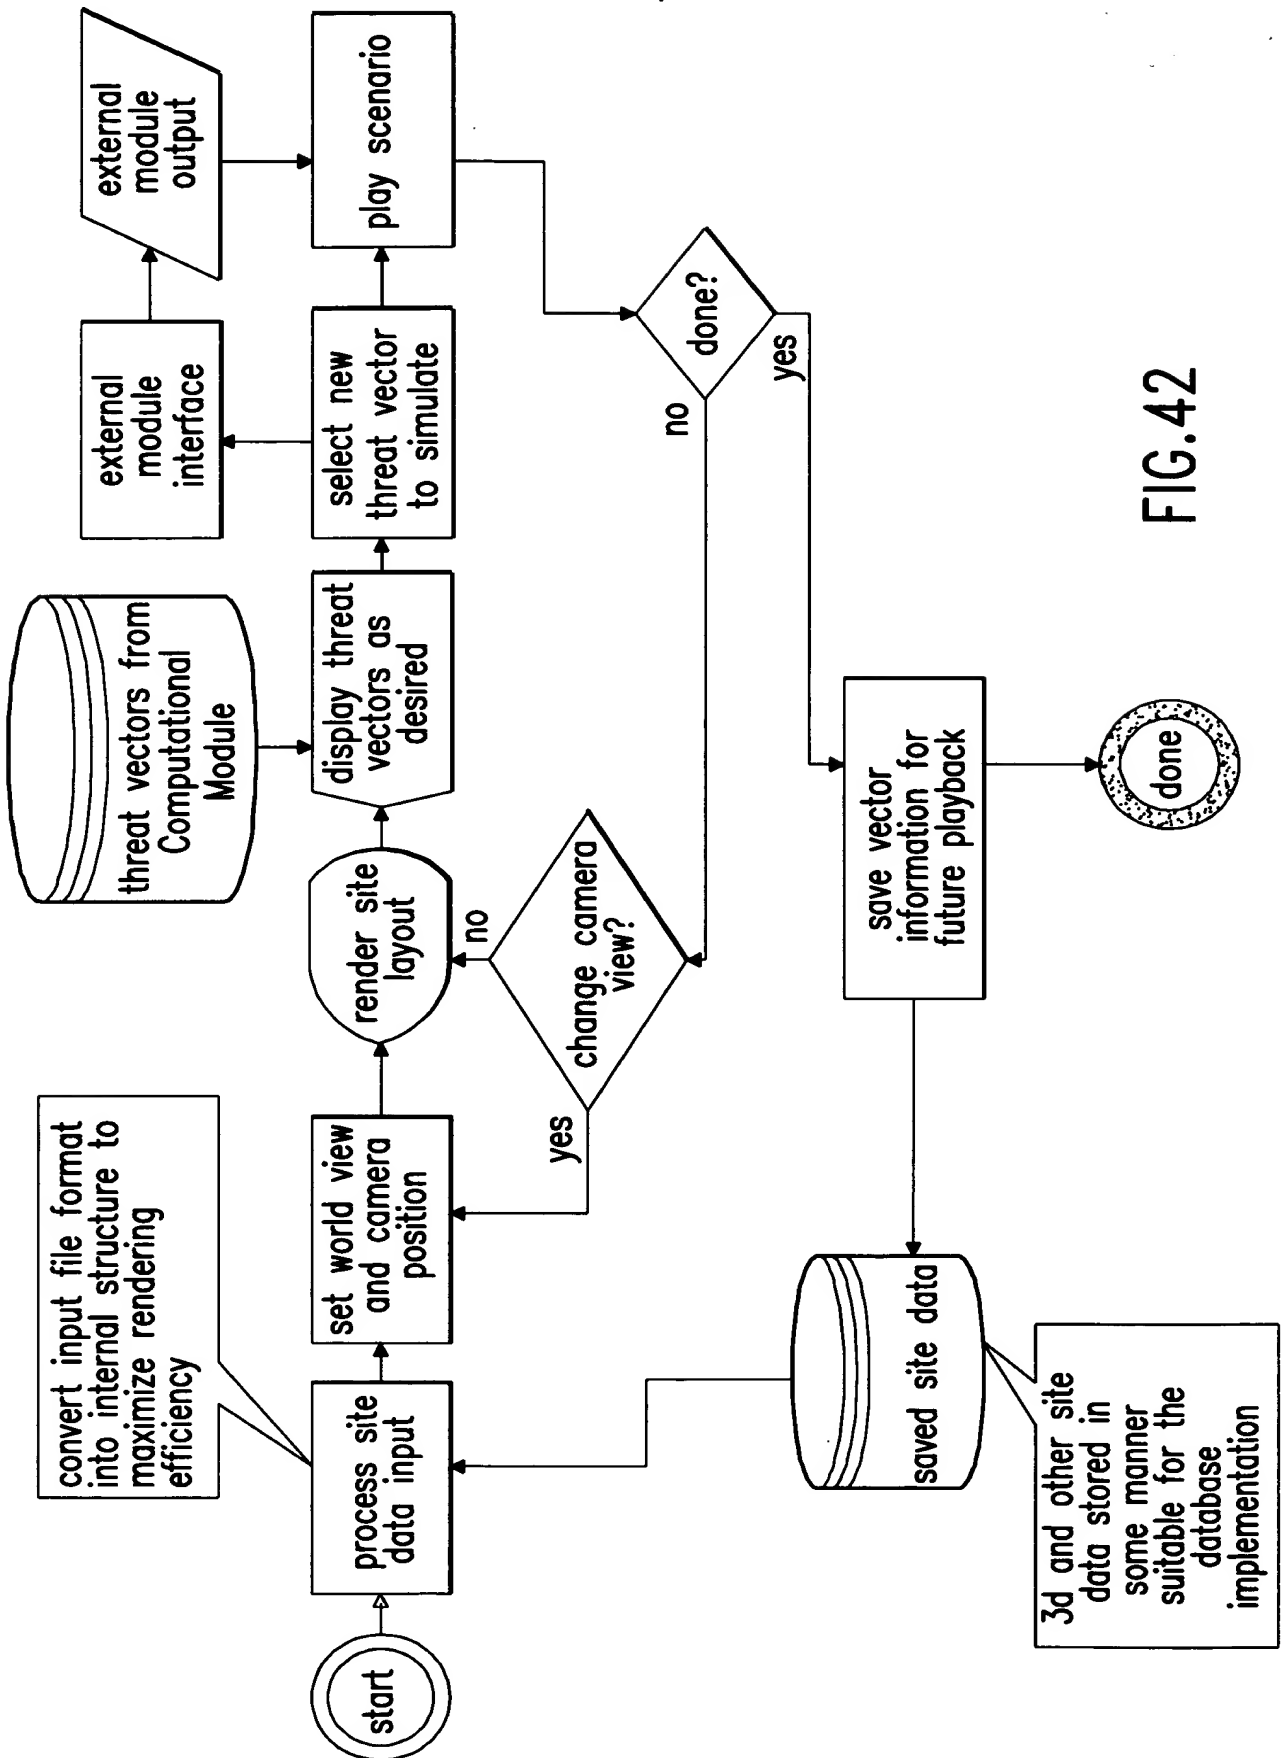 convert input file format
into internal structure to
maximize rendering
efficiency
start
process site
data input
set world view
and camera
position
render site
layout
threat vectors from
Computational
Module
display threat
vectors as
desired
external
module
interface
external
module
output
select new
threat vector
to simulate
play scenario
yes
change camera
view?
no
no
done?
yes
3d and other site
data stored in
some manner
suitable for the
database
implementation
saved site data
save vector
information for
future playback
done
FIG.42